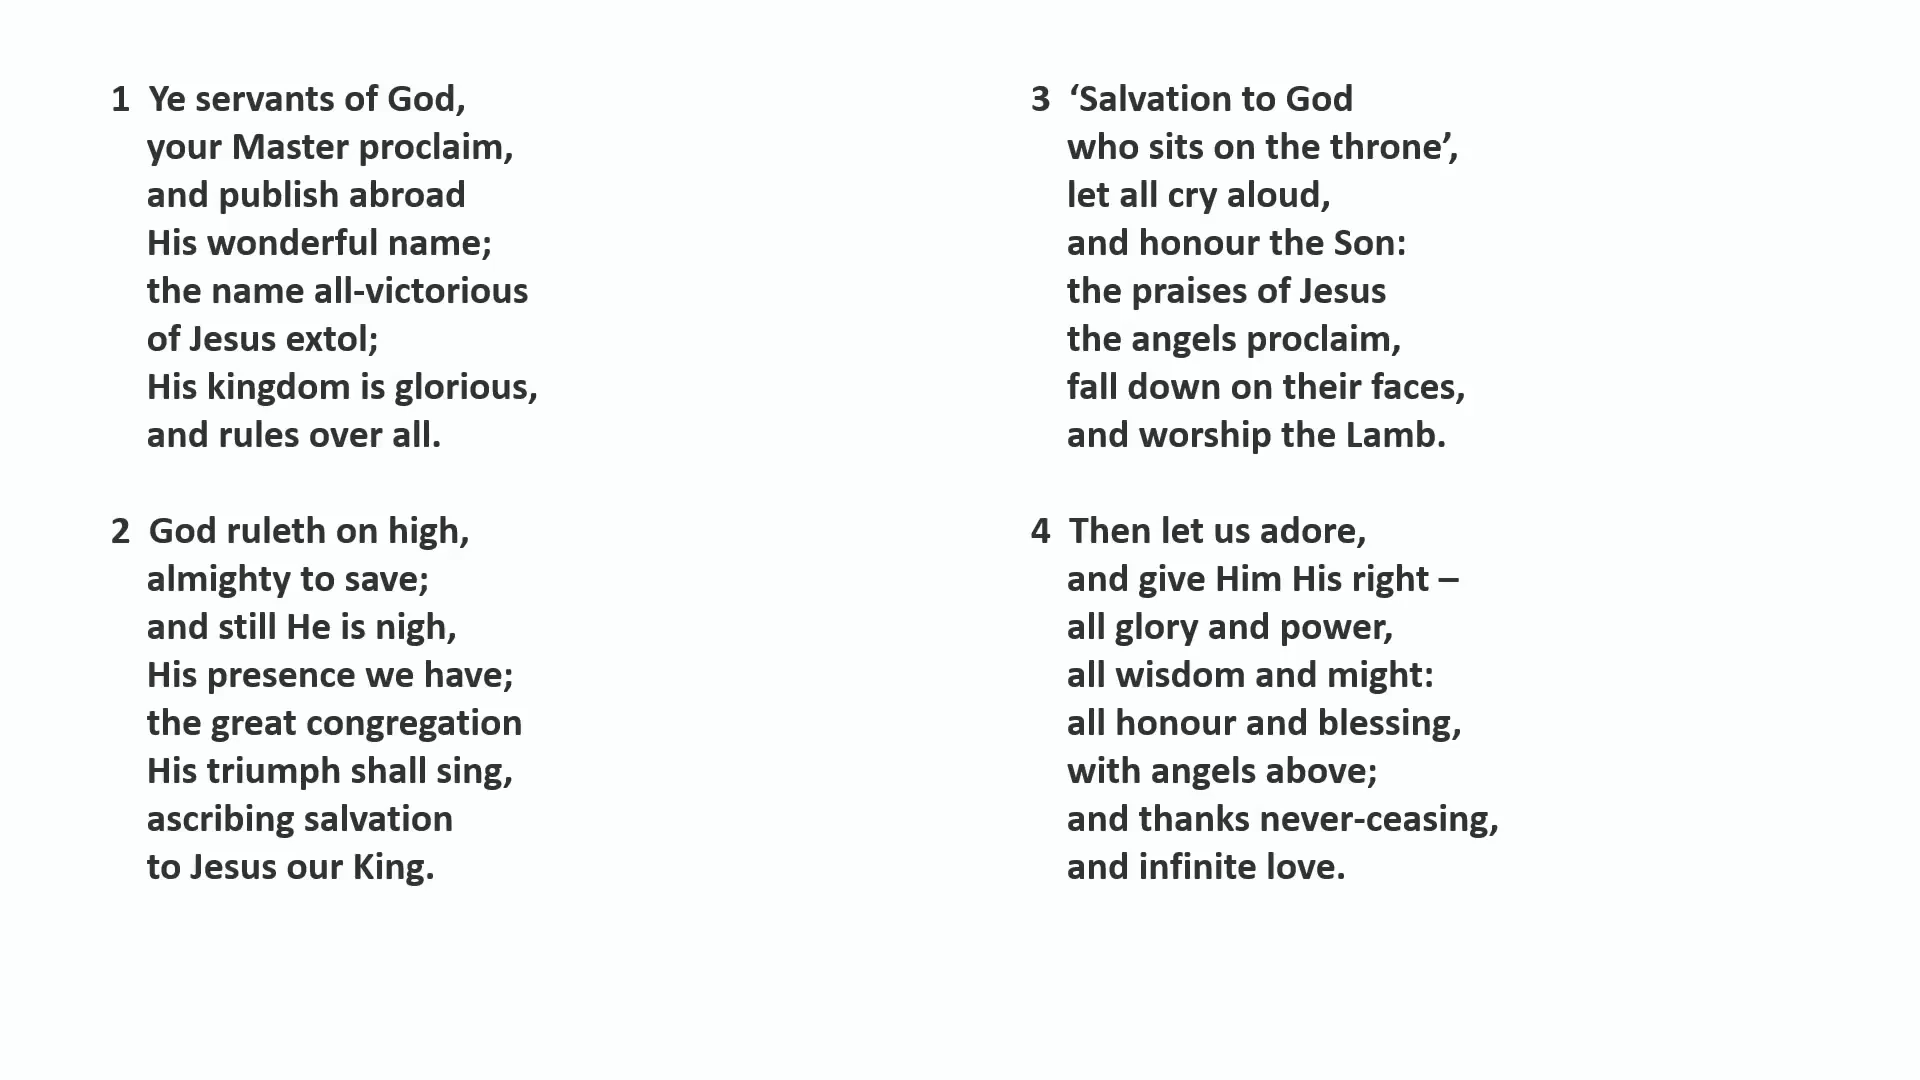 1 Ye servants of God,
your Master proclaim,
and publish abroad
His wonderful name;
the name all-victorious
of Jesus extol;
His kingdom is glorious,
and rules over all.
2 God ruleth on high,
almighty to save;
and still He is nigh,
His presence we have;
the great congregation
His triumph shall sing,
ascribing salvation
to Jesus our King.
3 ‘Salvation to God
who sits on the throne’,
let all cry aloud,
and honour the Son:
the praises of Jesus
the angels proclaim,
fall down on their faces,
and worship the Lamb.
4 Then let us adore,
and give Him His right –
all glory and power,
all wisdom and might:
all honour and blessing,
with angels above;
and thanks never-ceasing,
and infinite love.